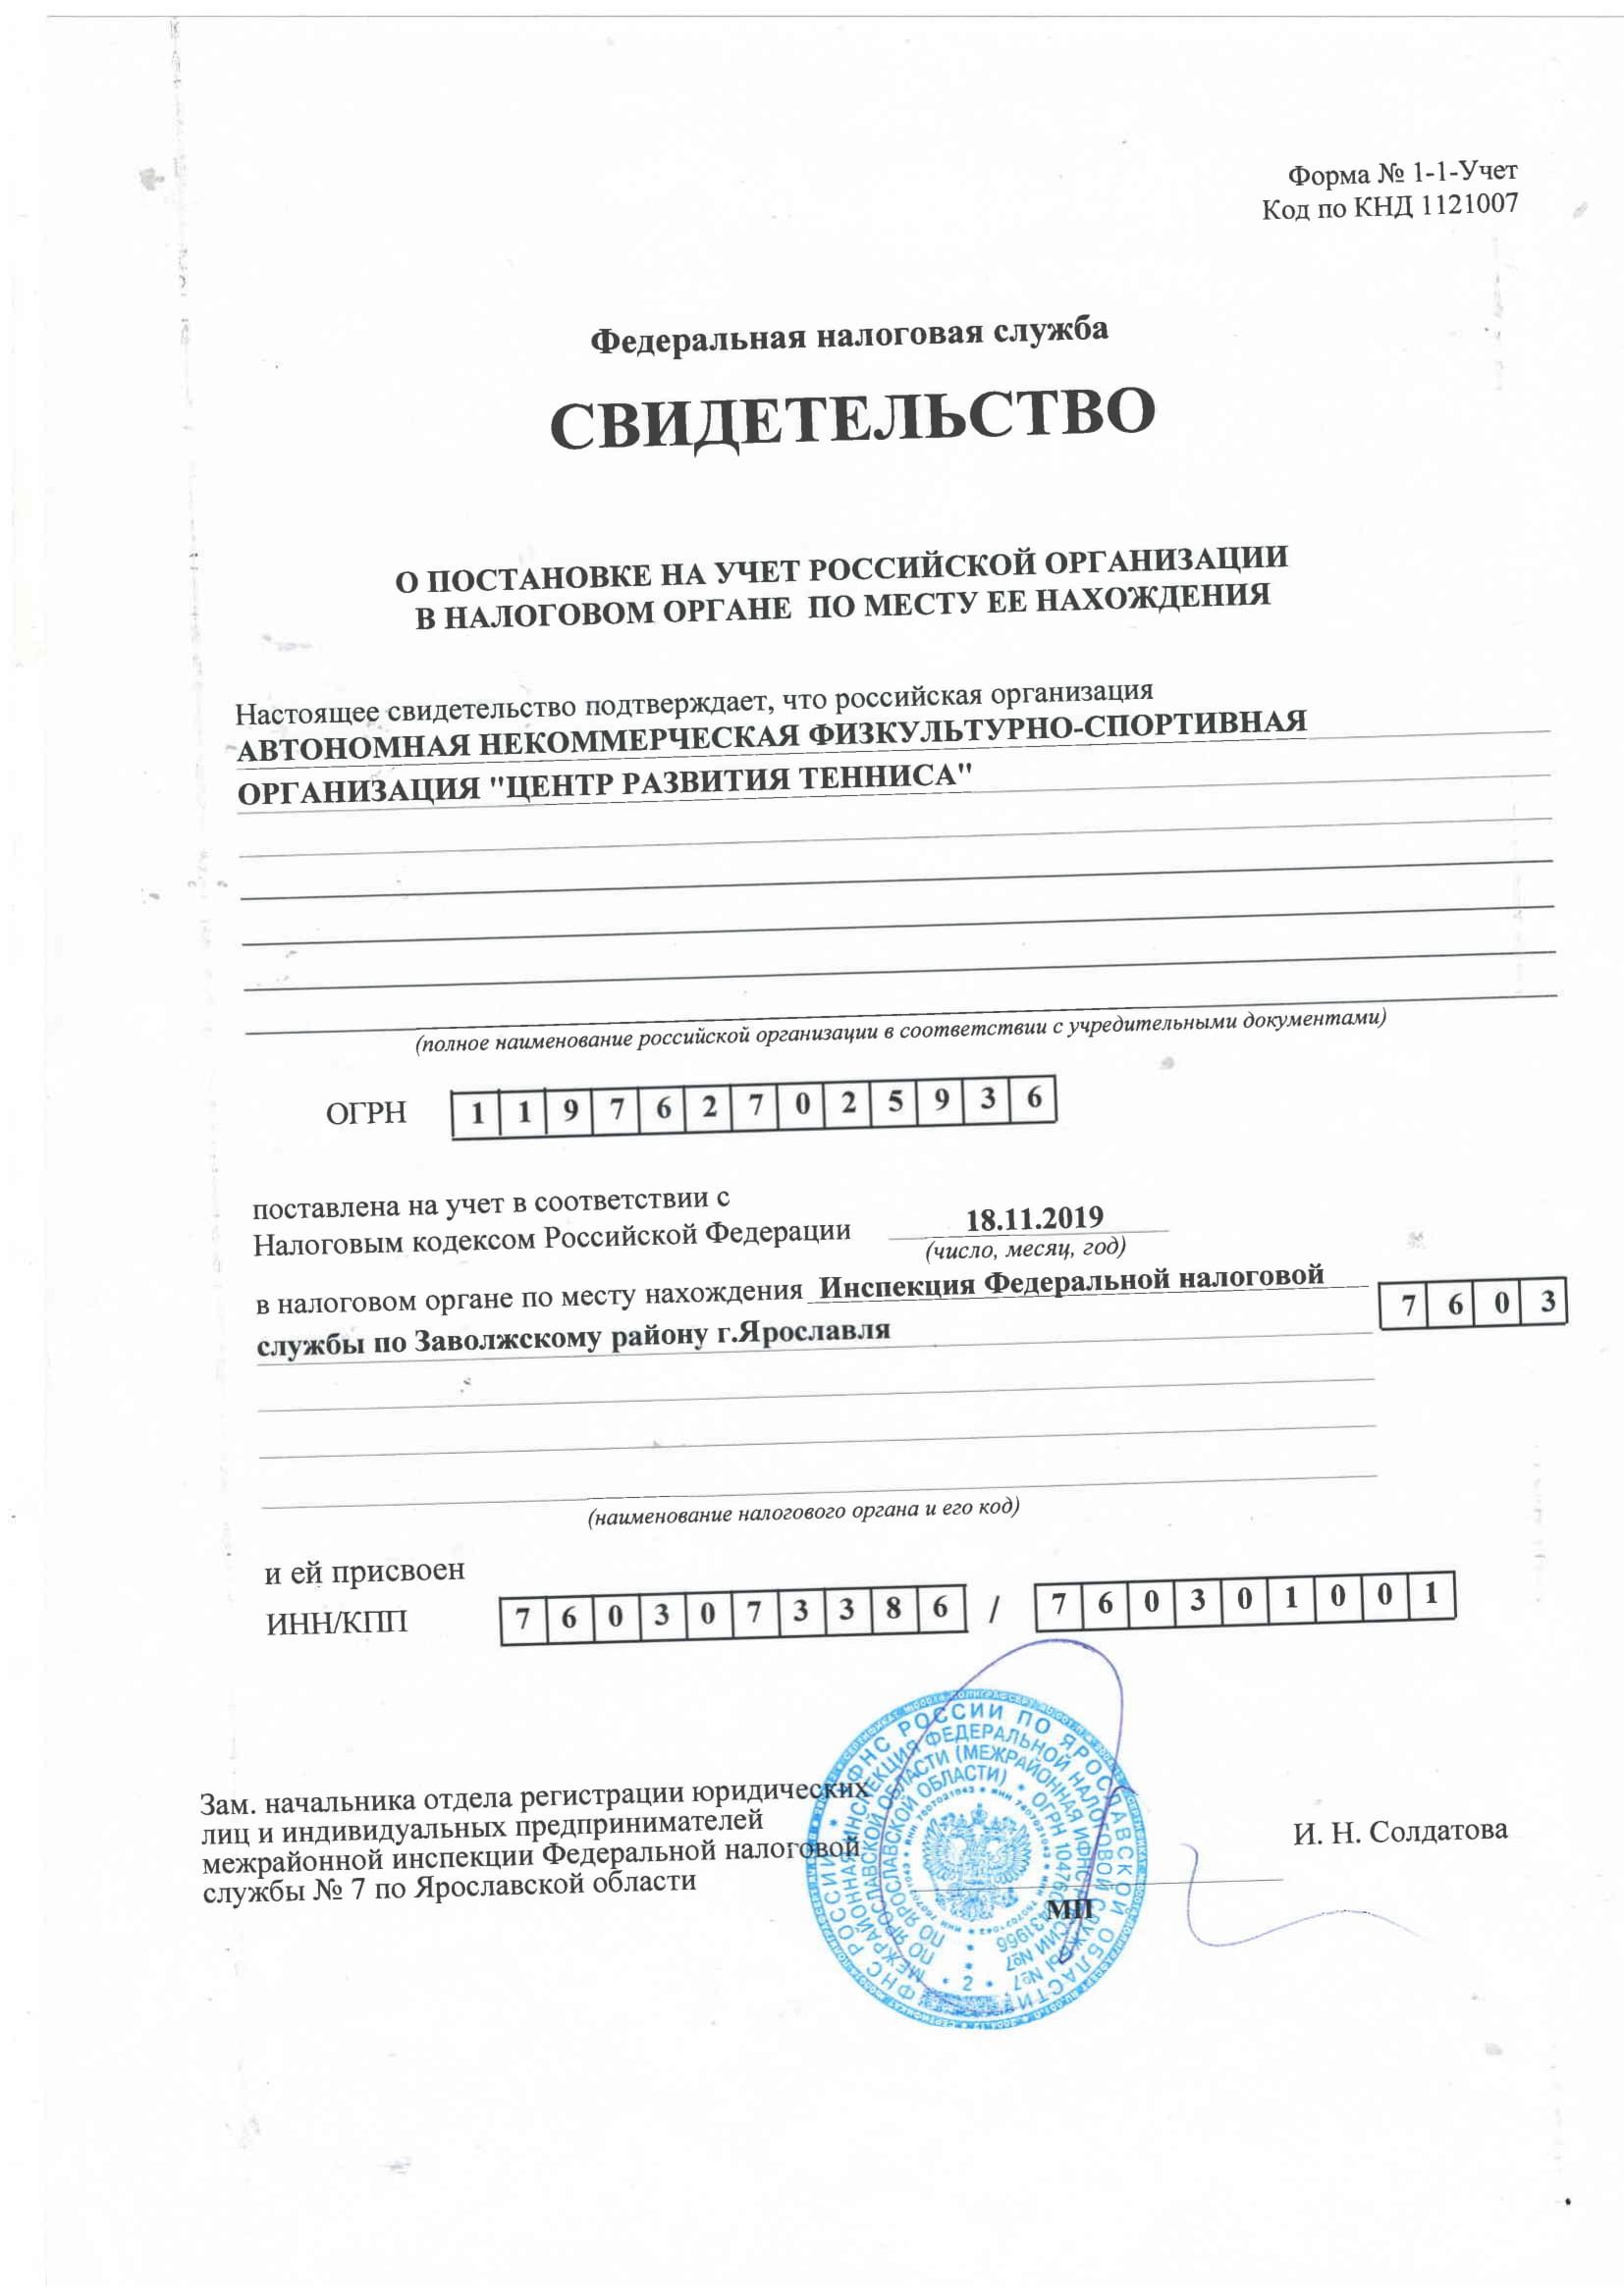 Форма № 1-1-Учет
Код по КНД 1121007
Федеральная налоговая служба
СВИДЕТЕЛЬСТВО
О ПОСТАНОВКЕ НА УЧЕТ РОССИЙСКОЙ ОРГАНИЗАЦИИ
В НАЛОГОВОМ ОРГАНЕ ПО МЕСТУ ЕЕ НАХОЖДЕНИЯ
Настоящее свидетельство подтверждает, что российская организация
АВТОНОМНАЯ НЕКОММЕРЧЕСКАЯ ФИЗКУЛЬТУРНО-СПОРТИВНАЯ
ОРГАНИЗАЦИЯ "ЦЕНТР РАЗВИТИЯ ТЕННИСА"
(полное наименование российской организации в соответствии с учредительными документами)
ОГРН 1 1 9 7 6 2 7 0 2 5 9 3 6
поставлена на учет в соответствии с
Налоговым кодексом Российской Федерации 18.11.2019
(число, месяц, год)
в налоговом органе по месту нахождения Инспекция Федеральной налоговой
службы по Заволжскому району г.Ярославля 7 6 0 3
(наименование налогового органа и его код)
и ей присвоен
ИНН/КПП 7 6 0 3 0 7 3 3 8 6 / 7 6 0 3 0 1 0 0 1
Зам. начальника отдела регистрации юридических
лиц и индивидуальных предпринимателей
межрайонной инспекции Федеральной налоговой
службы № 7 по Ярославской области
И. Н. Солдатова
МП
ФНС РОССИИ ПО ЯРОСЛАВСКОЙ ОБЛАСТИ
МЕЖРАЙОННАЯ ИНСПЕКЦИЯ ФЕДЕРАЛЬНОЙ НАЛОГОВОЙ СЛУЖБЫ №7
ПО ЯРОСЛАВСКОЙ ОБЛАСТИ (МЕЖРАЙОННАЯ ИФНС РОССИИ №7
ПО ЯРОСЛАВСКОЙ ОБЛАСТИ) • ОГРН
• 2 •